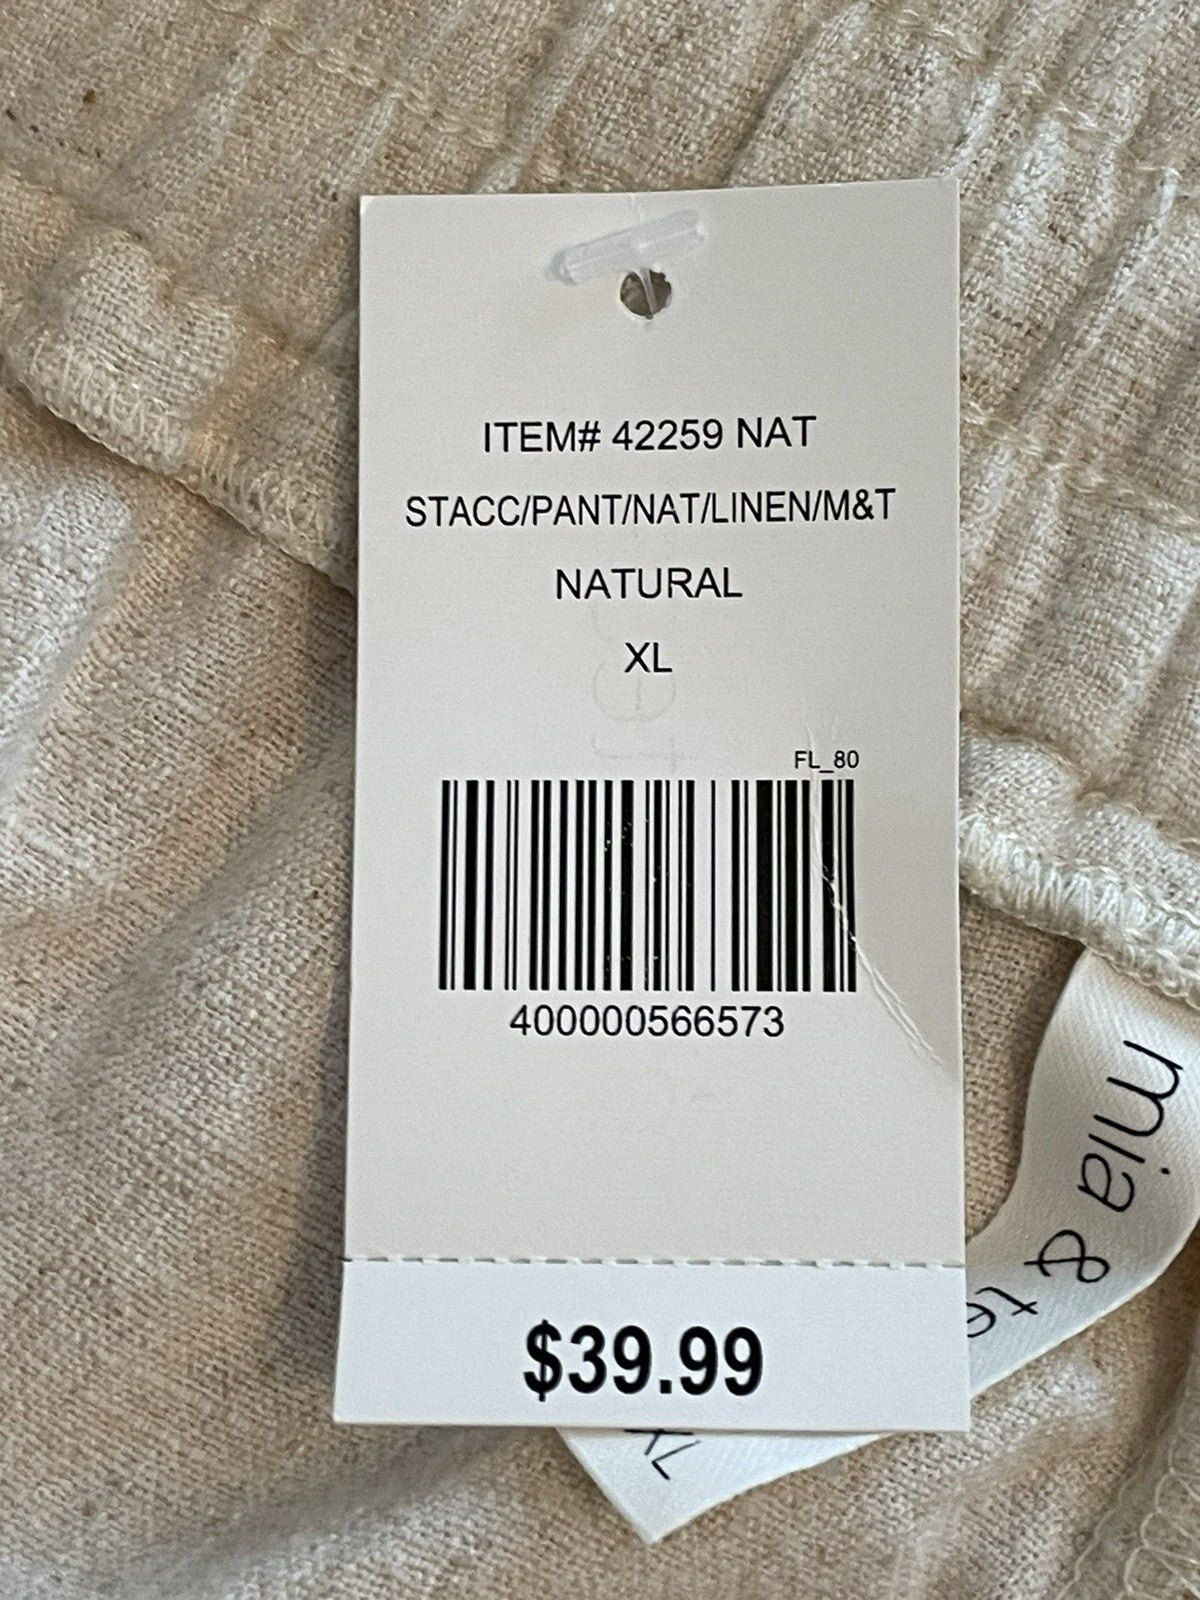 ITEM# 42259 NAT
STACC/PANT/NAT/LINEN/M&T
NATURAL
XL
FL_80
400000566573
$39.99
mia & te
XL